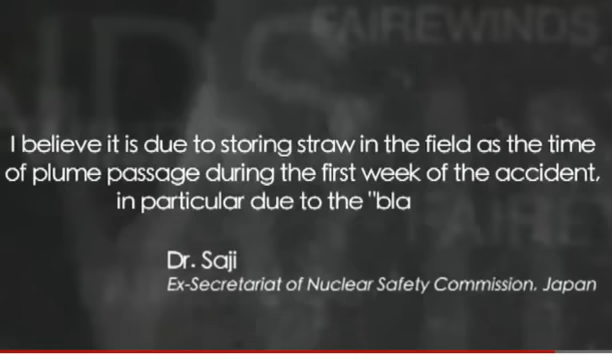 FAIREWINDS
I believe it is due to storing straw in the field as the time
of plume passage during the first week of the accident,
in particular due to the "bla
Dr. Saji
Ex-Secretariat of Nuclear Safety Commission, Japan